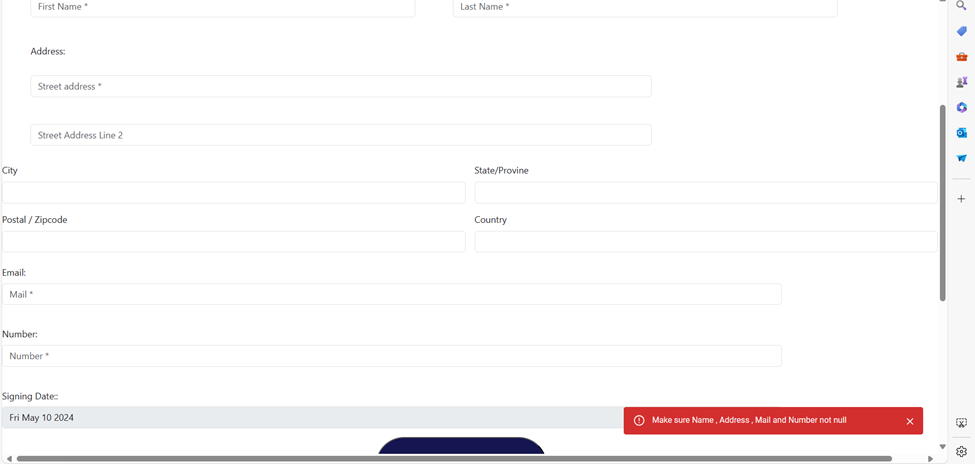 First Name *
Last Name *
Address:
Street address *
Street Address Line 2
City
State/Provine
Postal / Zipcode
Country
Email:
Mail *
Number:
Number *
Signing Date::
Fri May 10 2024
Make sure Name , Address , Mail and Number not null